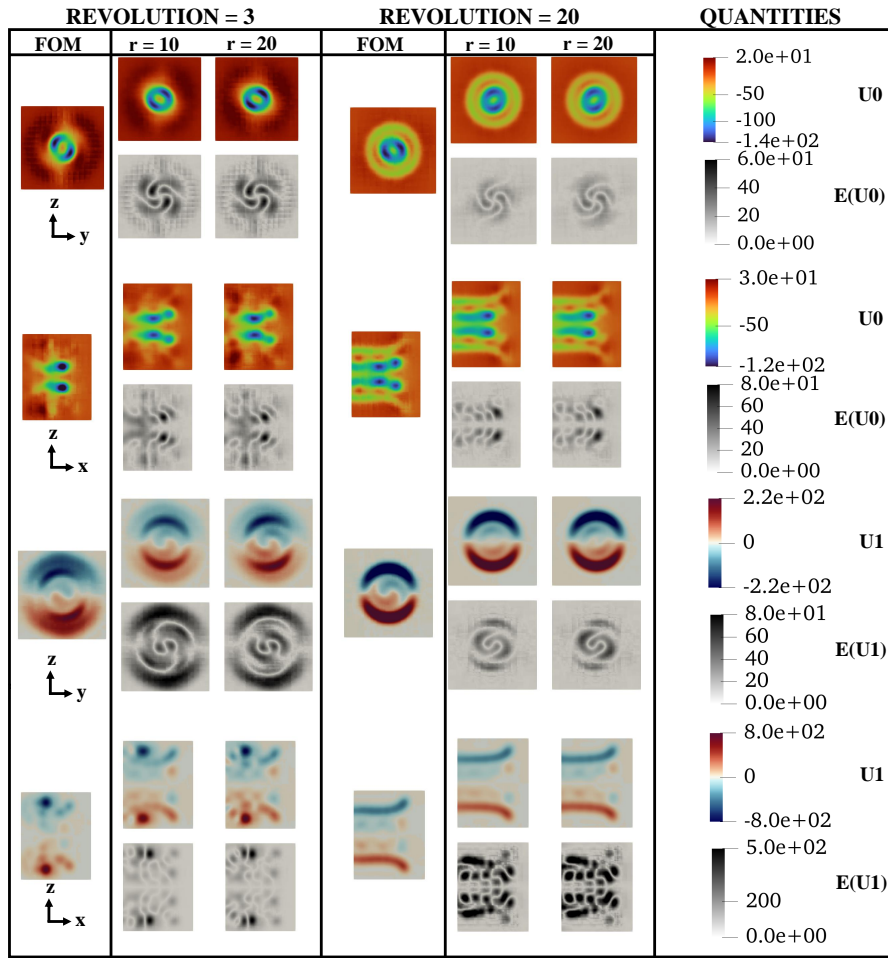 REVOLUTION = 3 REVOLUTION = 20 QUANTITIES
FOM r = 10 r = 20 FOM r = 10 r = 20
2.0e+01
U0
-50
-100
-1.4e+02
6.0e+01
40
E(U0)
20
0.0e+00
z
y
3.0e+01
U0
-50
-1.2e+02
8.0e+01
60
E(U0)
40
20
0.0e+00
z
x
2.2e+02
0
U1
-2.2e+02
8.0e+01
60
E(U1)
40
20
0.0e+00
z
y
8.0e+02
U1
0
-8.0e+02
5.0e+02
E(U1)
200
0.0e+00
z
x